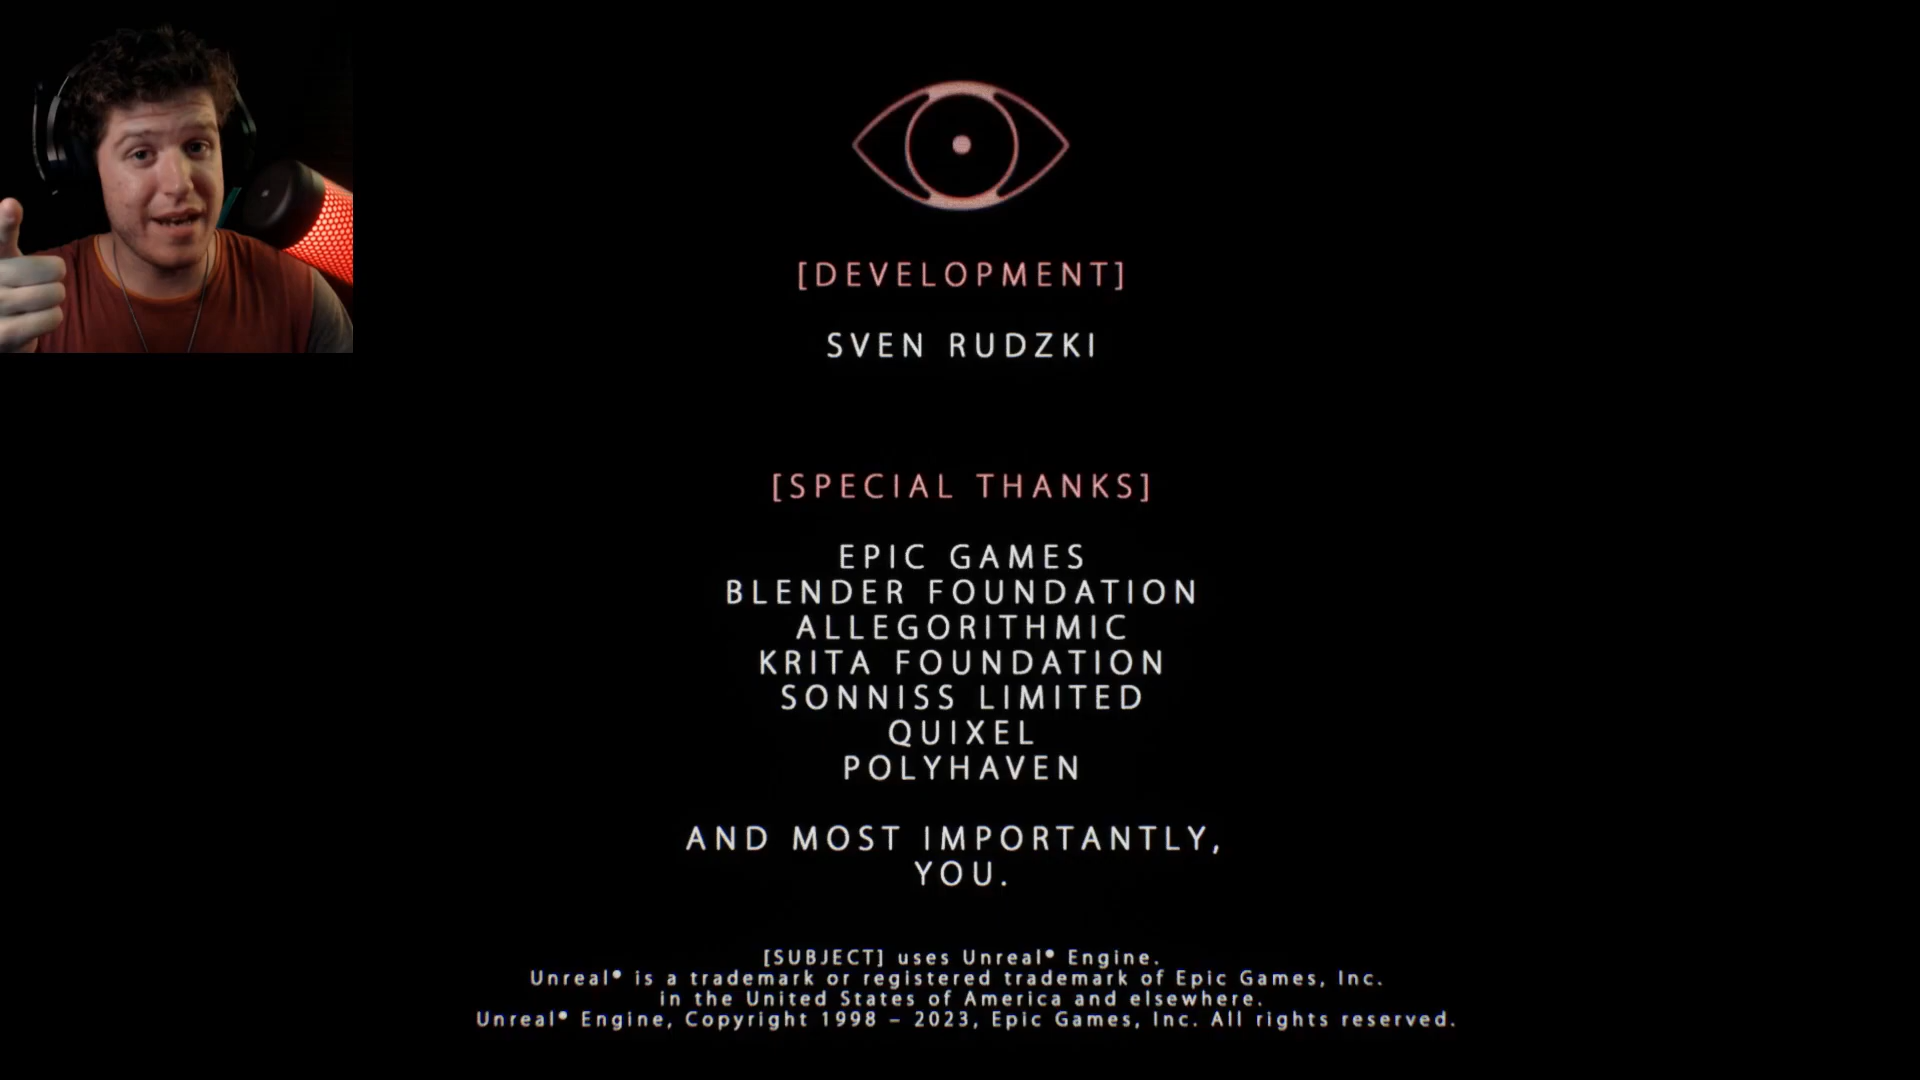 [DEVELOPMENT]
SVEN RUDZKI
[SPECIAL THANKS]
EPIC GAMES
BLENDER FOUNDATION
ALLEGORITHMIC
KRITA FOUNDATION
SONNISS LIMITED
QUIXEL
POLYHAVEN
AND MOST IMPORTANTLY,
YOU.
[SUBJECT] uses Unreal® Engine.
Unreal® is a trademark or registered trademark of Epic Games, Inc.
in the United States of America and elsewhere.
Unreal® Engine, Copyright 1998 – 2023, Epic Games, Inc. All rights reserved.